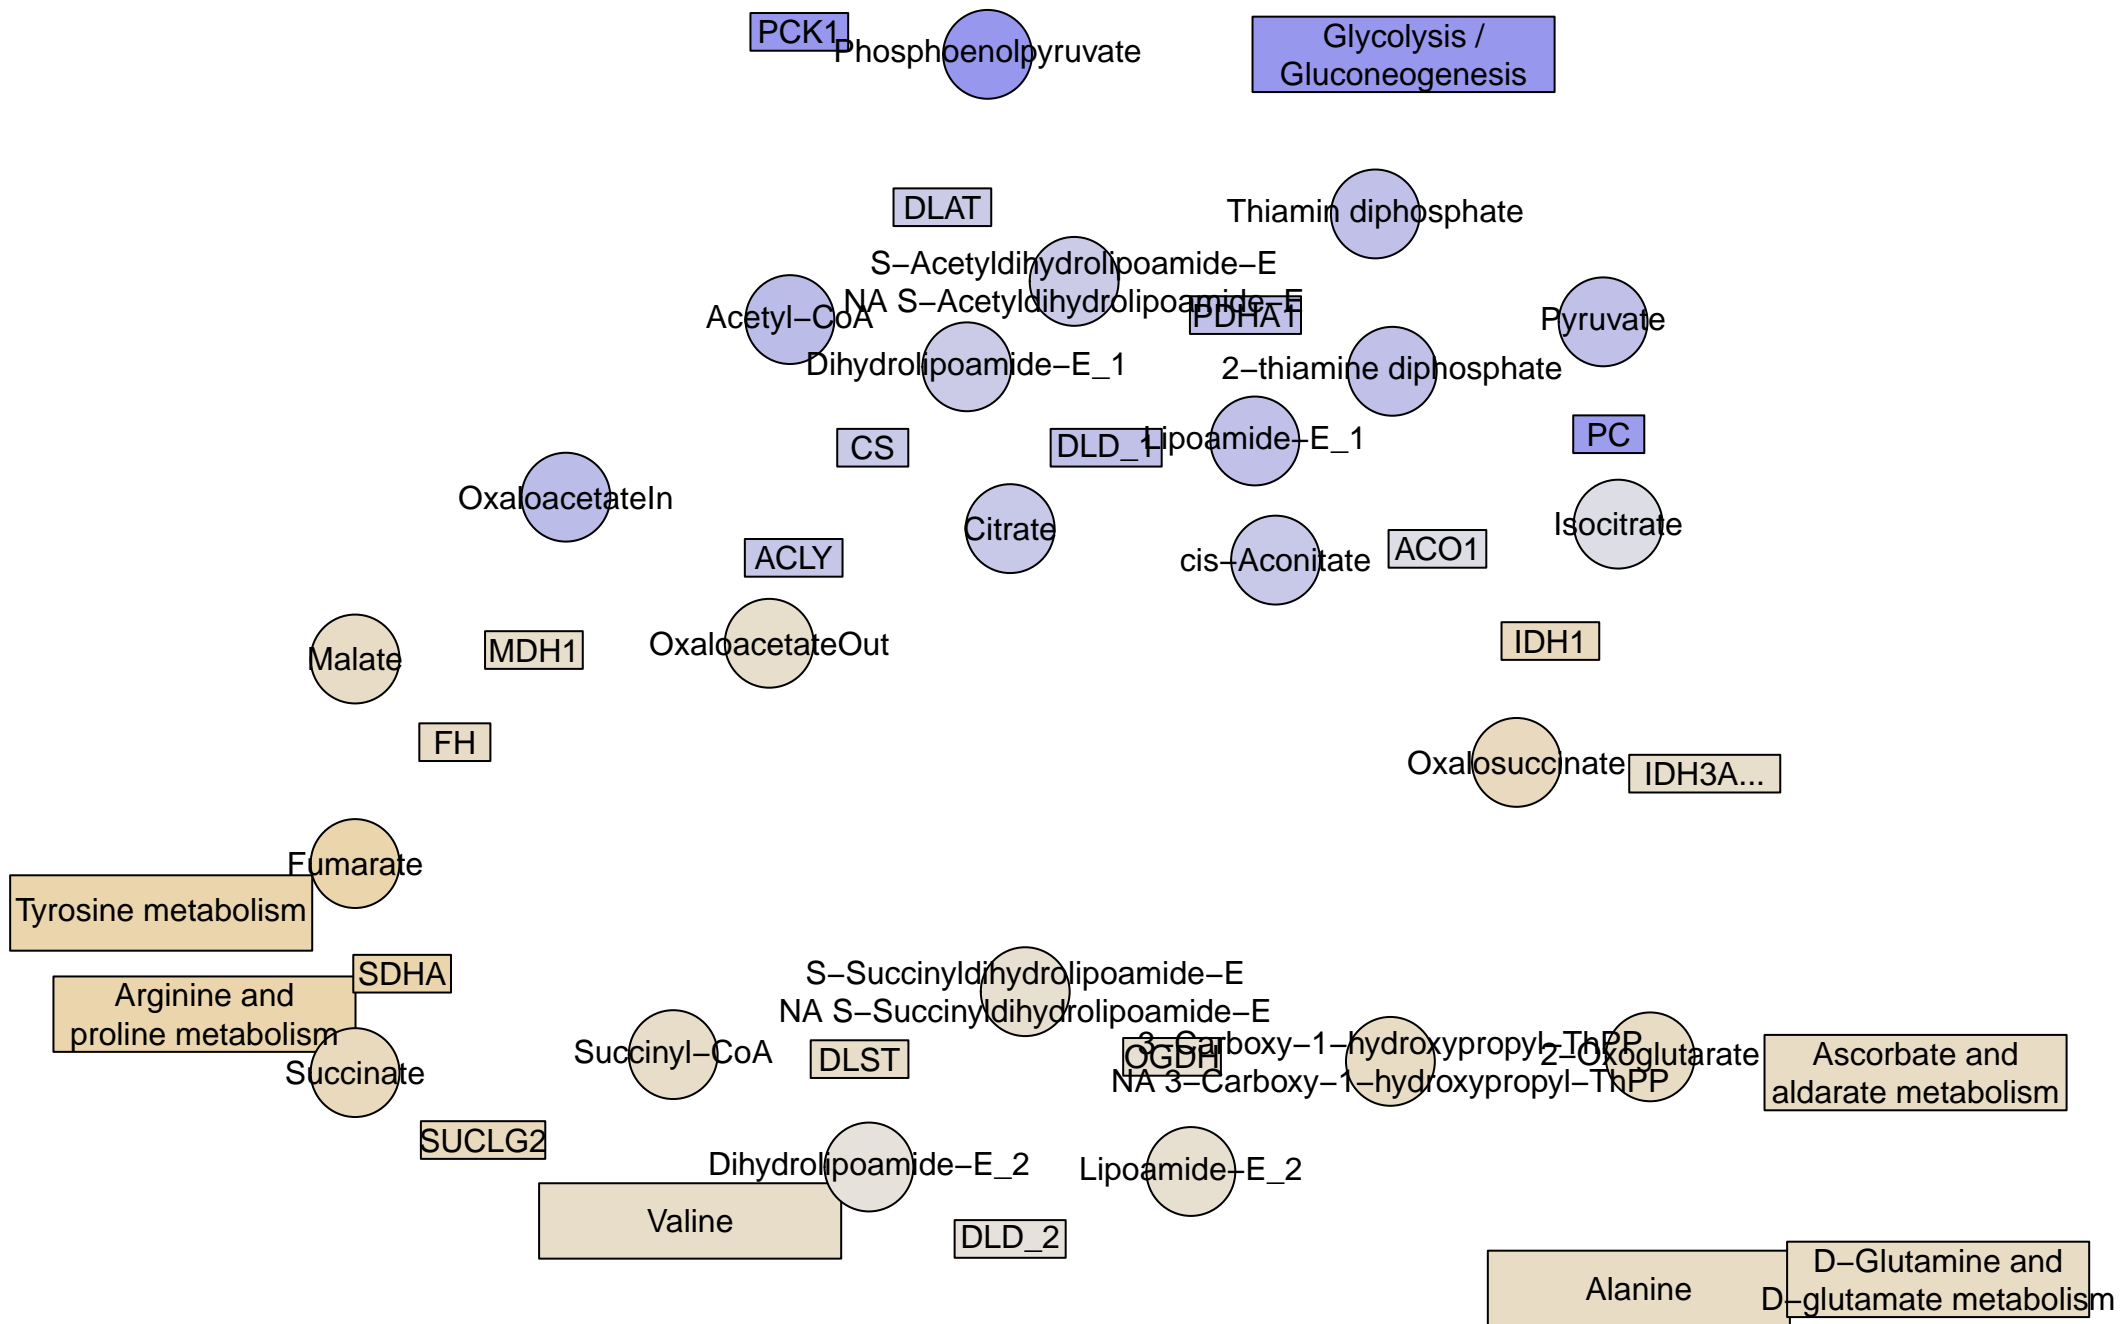 PCK1
Phosphoenolpyruvate
Glycolysis /
Gluconeogenesis
DLAT
Thiamin diphosphate
S−Acetyldihydrolipoamide−E
NA S−Acetyldihydrolipoamide−E
Acetyl−CoA
PDHA1
Pyruvate
Dihydrolipoamide−E_1
2−thiamine diphosphate
CS
DLD_1
Lipoamide−E_1
PC
OxaloacetateIn
Citrate
Isocitrate
ACLY
cis−Aconitate
ACO1
Malate
MDH1
OxaloacetateOut
IDH1
FH
Oxalosuccinate
IDH3A...
Fumarate
Tyrosine metabolism
SDHA
Arginine and
proline metabolism
S−Succinyldihydrolipoamide−E
NA S−Succinyldihydrolipoamide−E
Succinate
Succinyl−CoA
DLST
OGDH
3−Carboxy−1−hydroxypropyl−ThPP
NA 3−Carboxy−1−hydroxypropyl−ThPP
2−Oxoglutarate
Ascorbate and
aldarate metabolism
SUCLG2
Dihydrolipoamide−E_2
Lipoamide−E_2
Valine
DLD_2
Alanine
D−Glutamine and
D−glutamate metabolism